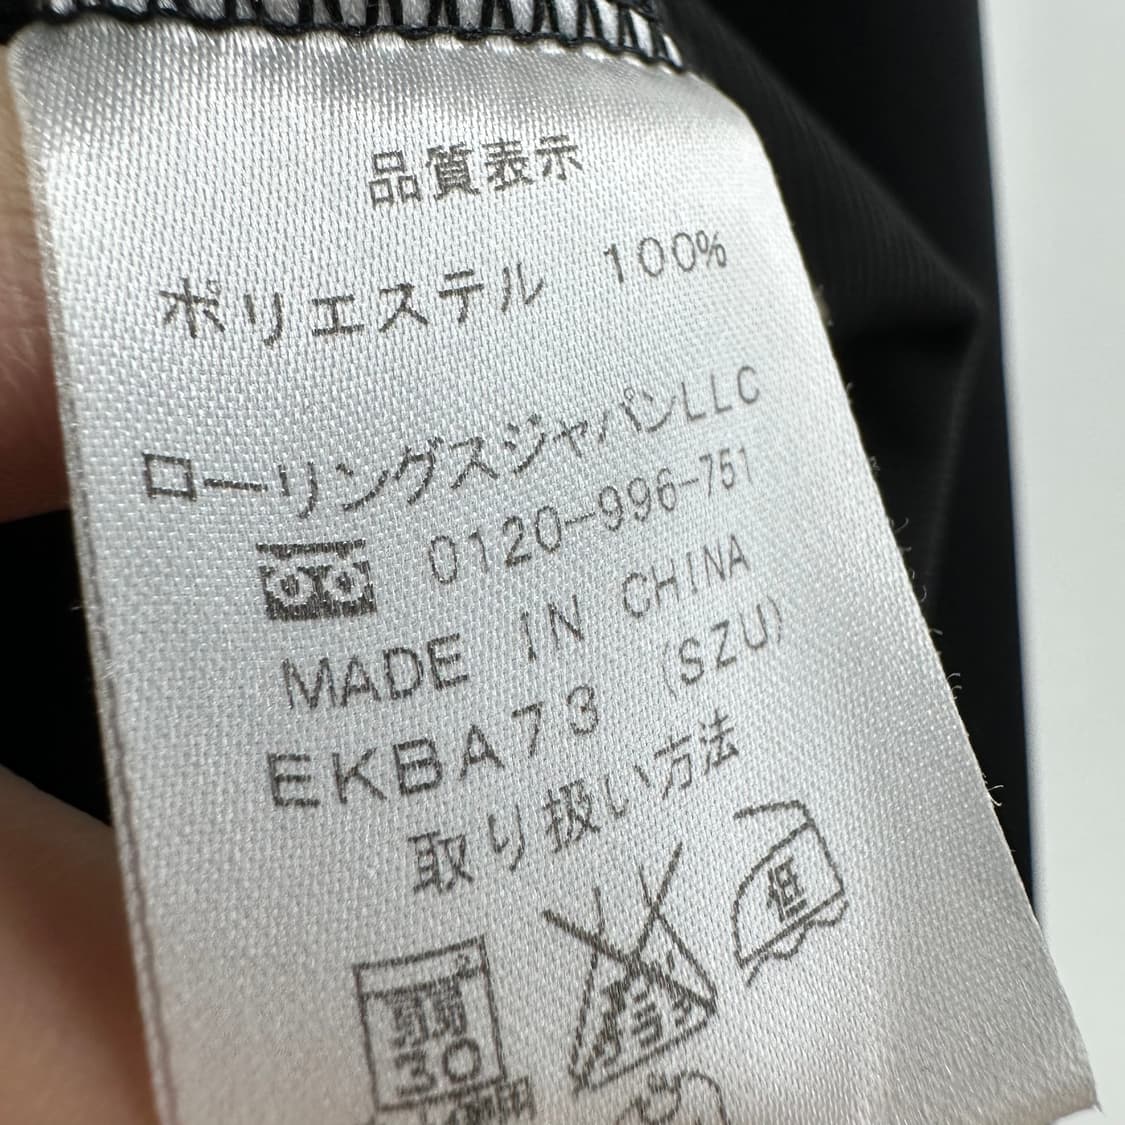 品質表示
ポリエステル 100%
ローリングスジャパンLLC
0120-996-751
MADE IN CHINA
EKBA73 (SZU)
取り扱い方法
低
弱
30